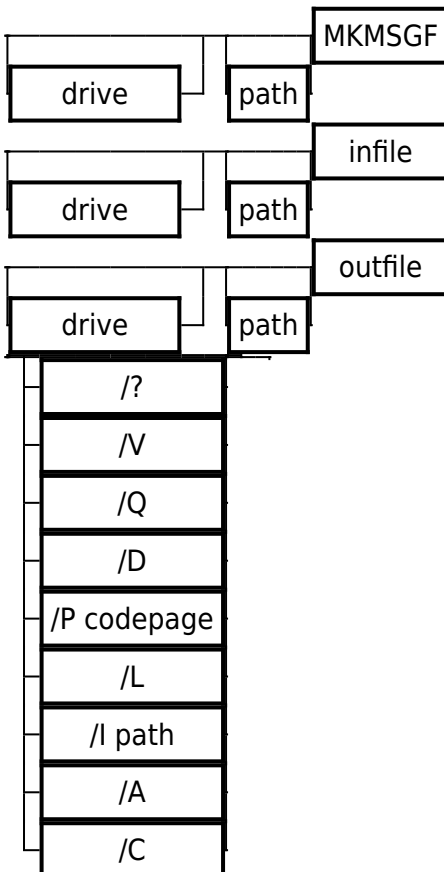 MKMSGF
drive path
infile
drive path
outfile
drive path
/?
/V
/Q
/D
/P codepage
/L
/I path
/A
/C